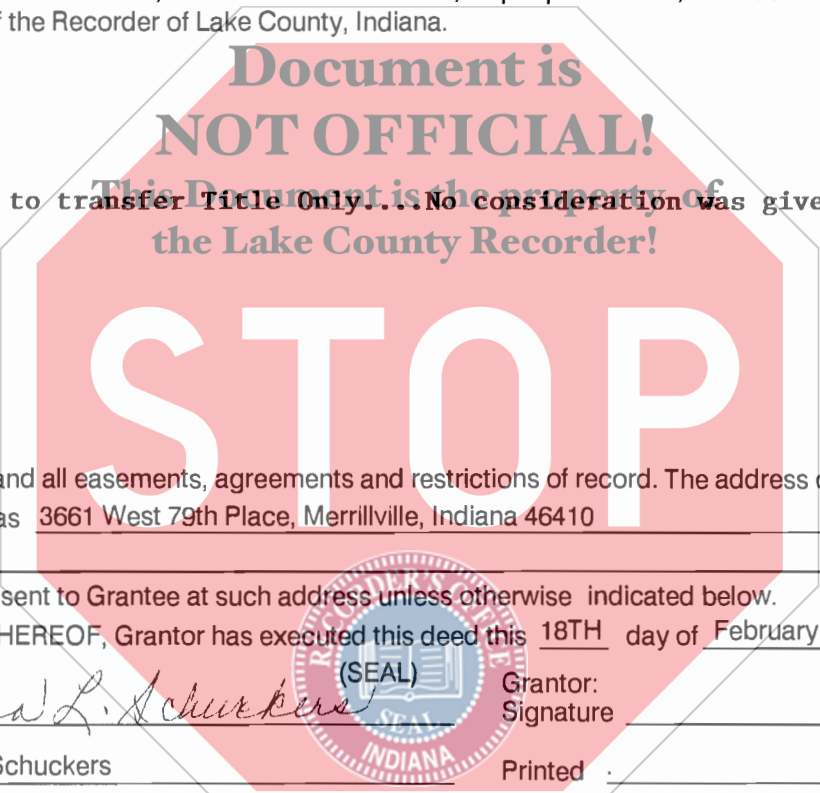 f the Recorder of Lake County, Indiana.
Document is
NOT OFFICIAL!
to transfer Title Only....No consideration was give
This Document is the property of
the Lake County Recorder!
STOP
and all easements, agreements and restrictions of record. The address o
as 3661 West 79th Place, Merrillville, Indiana 46410
sent to Grantee at such address unless otherwise indicated below.
HEREOF, Grantor has executed this deed this 18TH day of February
RECORDER'S OFFICE
(SEAL)
Grantor:
L. Schuckers
Signature
SEAL
INDIANA
Schuckers
Printed